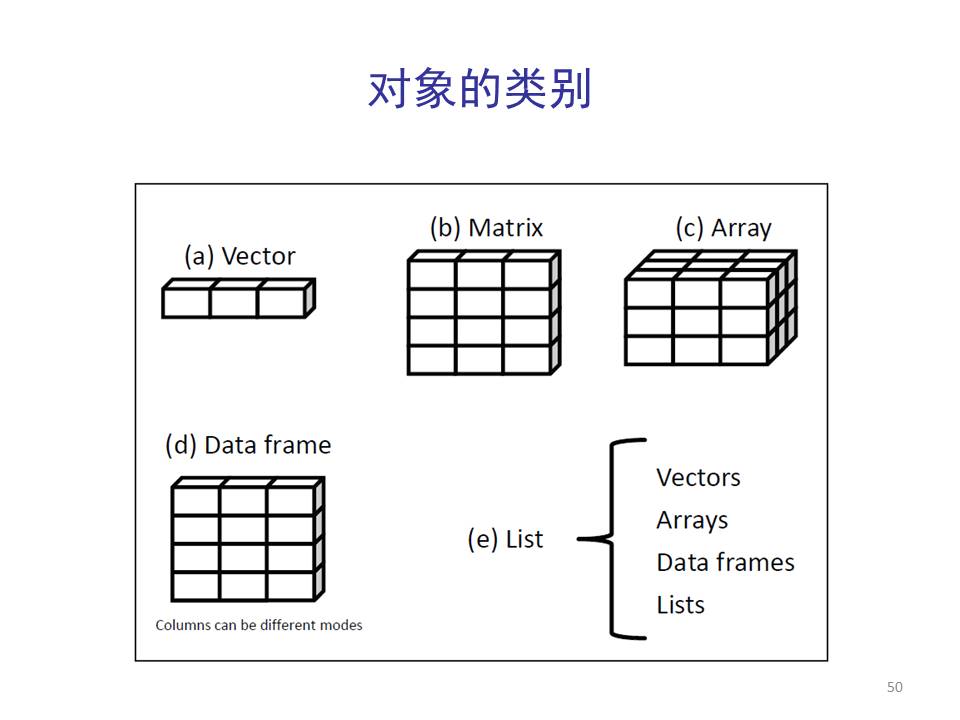 对象的类别
(a) Vector
(b) Matrix
(c) Array
(d) Data frame
Columns can be different modes
(e) List
Vectors
Arrays
Data frames
Lists
50